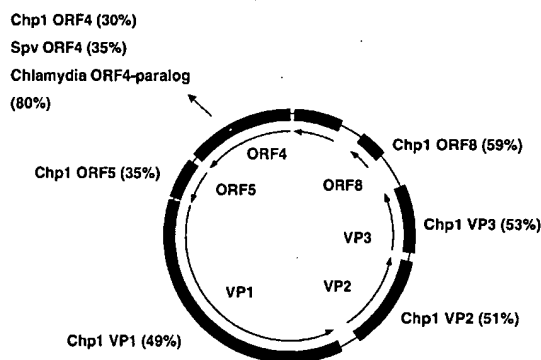 Chp1 ORF4 (30%)
Spv ORF4 (35%)
Chlamydia ORF4-paralog
(80%)
Chp1 ORF8 (59%)
ORF4
Chp1 ORF5 (35%)
ORF5
ORF8
Chp1 VP3 (53%)
VP3
VP1
VP2
Chp1 VP2 (51%)
Chp1 VP1 (49%)